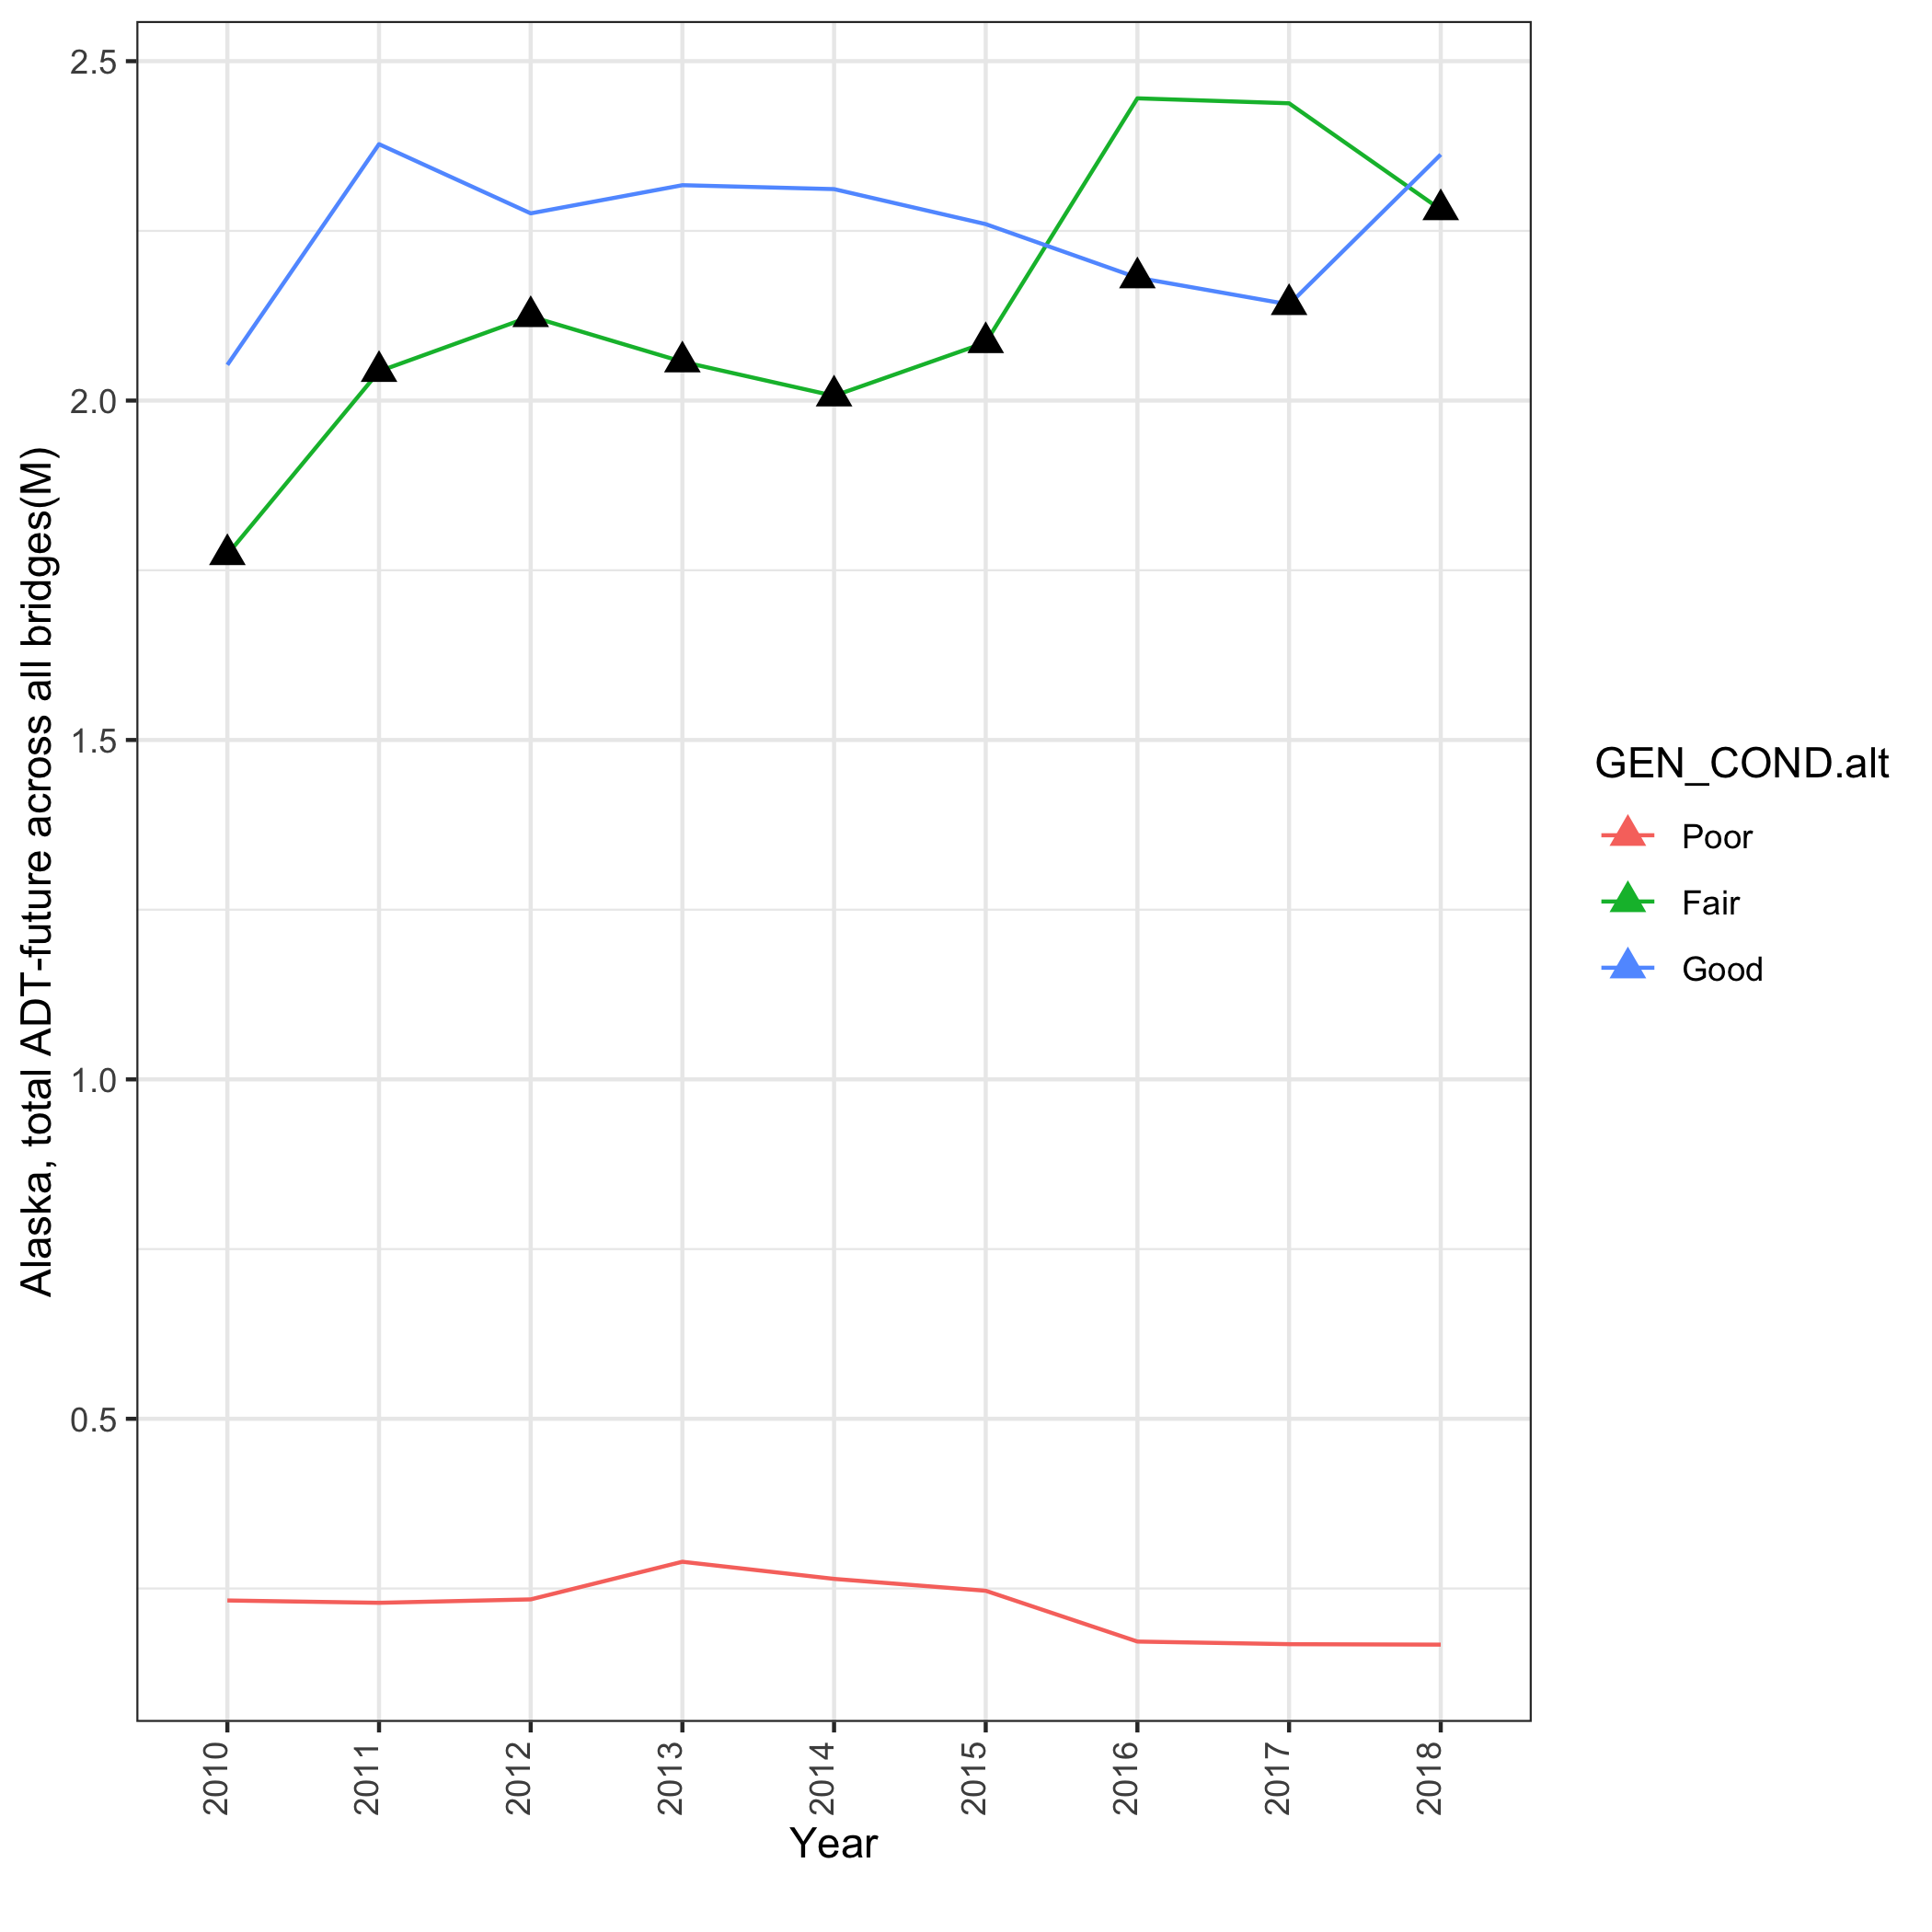 Alaska, total ADT-future across all bridges(M)
2.5
2.0
1.5
1.0
0.5
2010
2011
2012
2013
2014
2015
2016
2017
2018
Year
GEN_COND.alt
Poor
Fair
Good